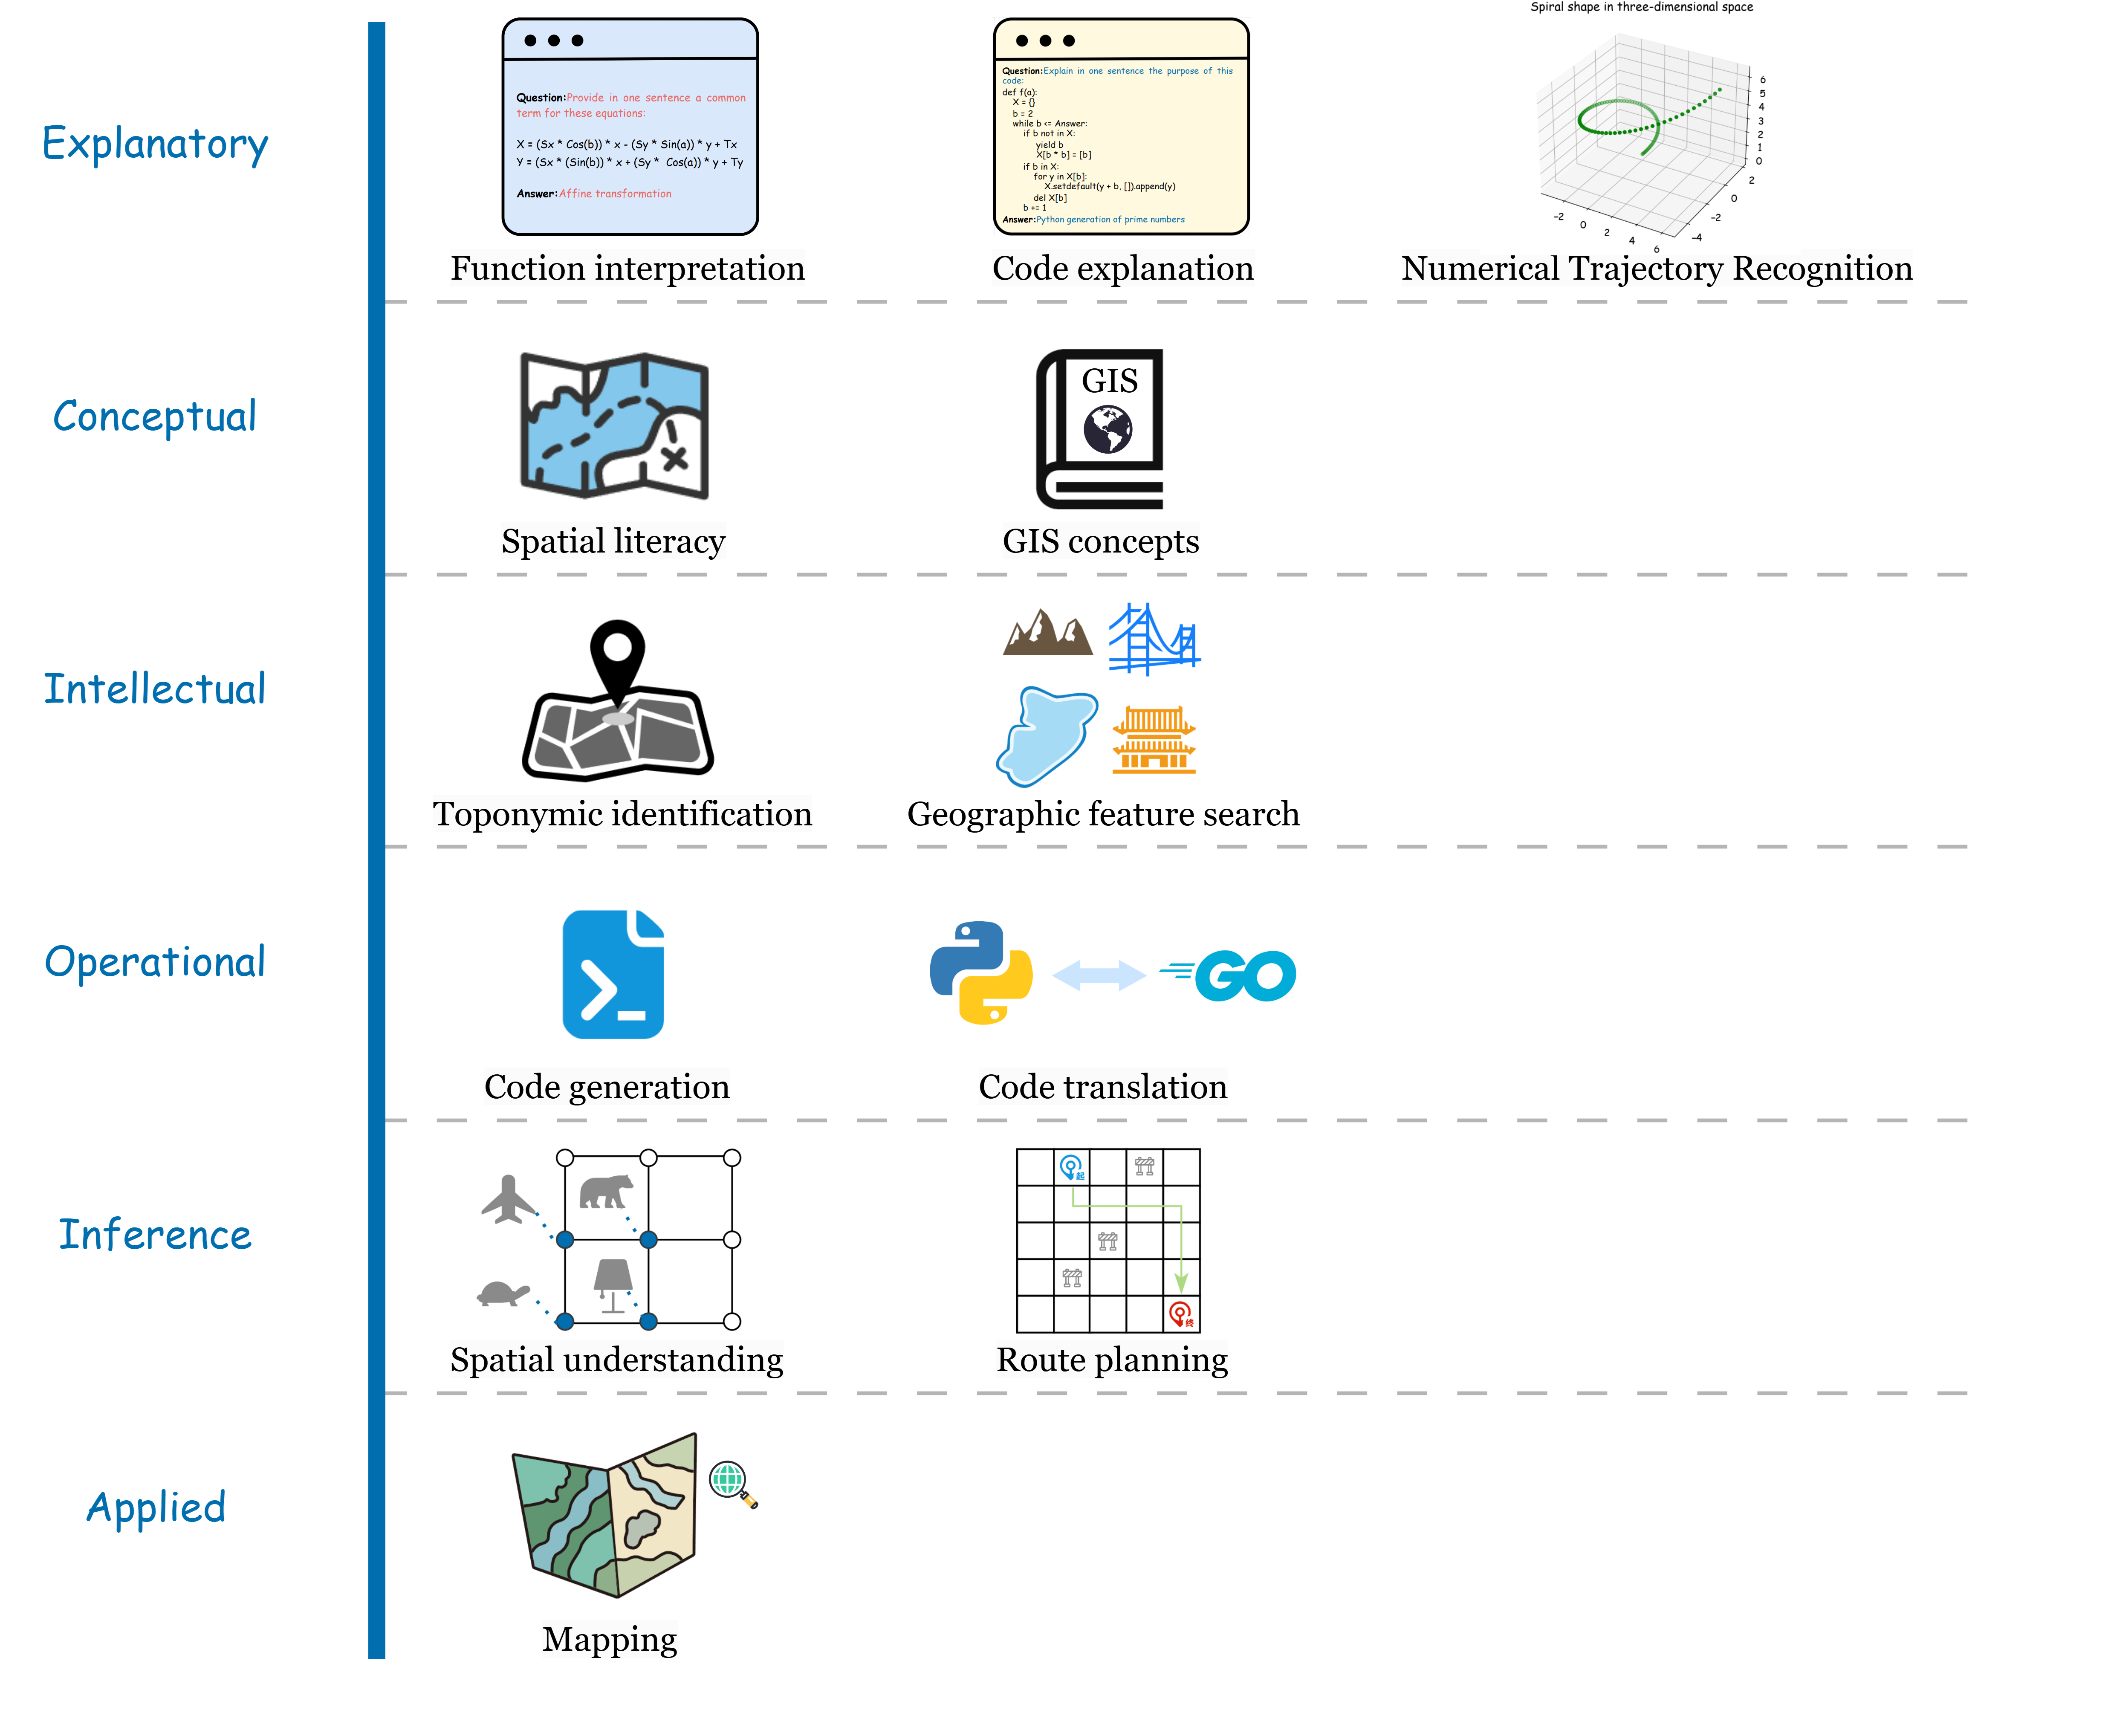 Spiral shape in three-dimensional space
Explanatory
Question:Provide in one sentence a common
term for these equations:
X = (Sx * Cos(b)) * x - (Sy * Sin(a)) * y + Tx
Y = (Sx * (Sin(b)) * x + (Sy * Cos(a)) * y + Ty
Answer:Affine transformation
Function interpretation
Question:Explain in one sentence the purpose of this
code:
def f(a):
X = {}
b = 2
while b <= Answer:
if b not in X:
yield b
X[b * b] = [b]
if b in X:
for y in X[b]:
X.setdefault(y + b, []).append(y)
del X[b]
b += 1
Answer:Python generation of prime numbers
Code explanation
6
5
4
3
2
1
0
2
0
-2
-4
-2
0
2
4
6
Numerical Trajectory Recognition
Conceptual
Spatial literacy
GIS
GIS concepts
Intellectual
Toponymic identification
Geographic feature search
Operational
Code generation
GO
Code translation
Inference
Spatial understanding
起
终
Route planning
Applied
Mapping